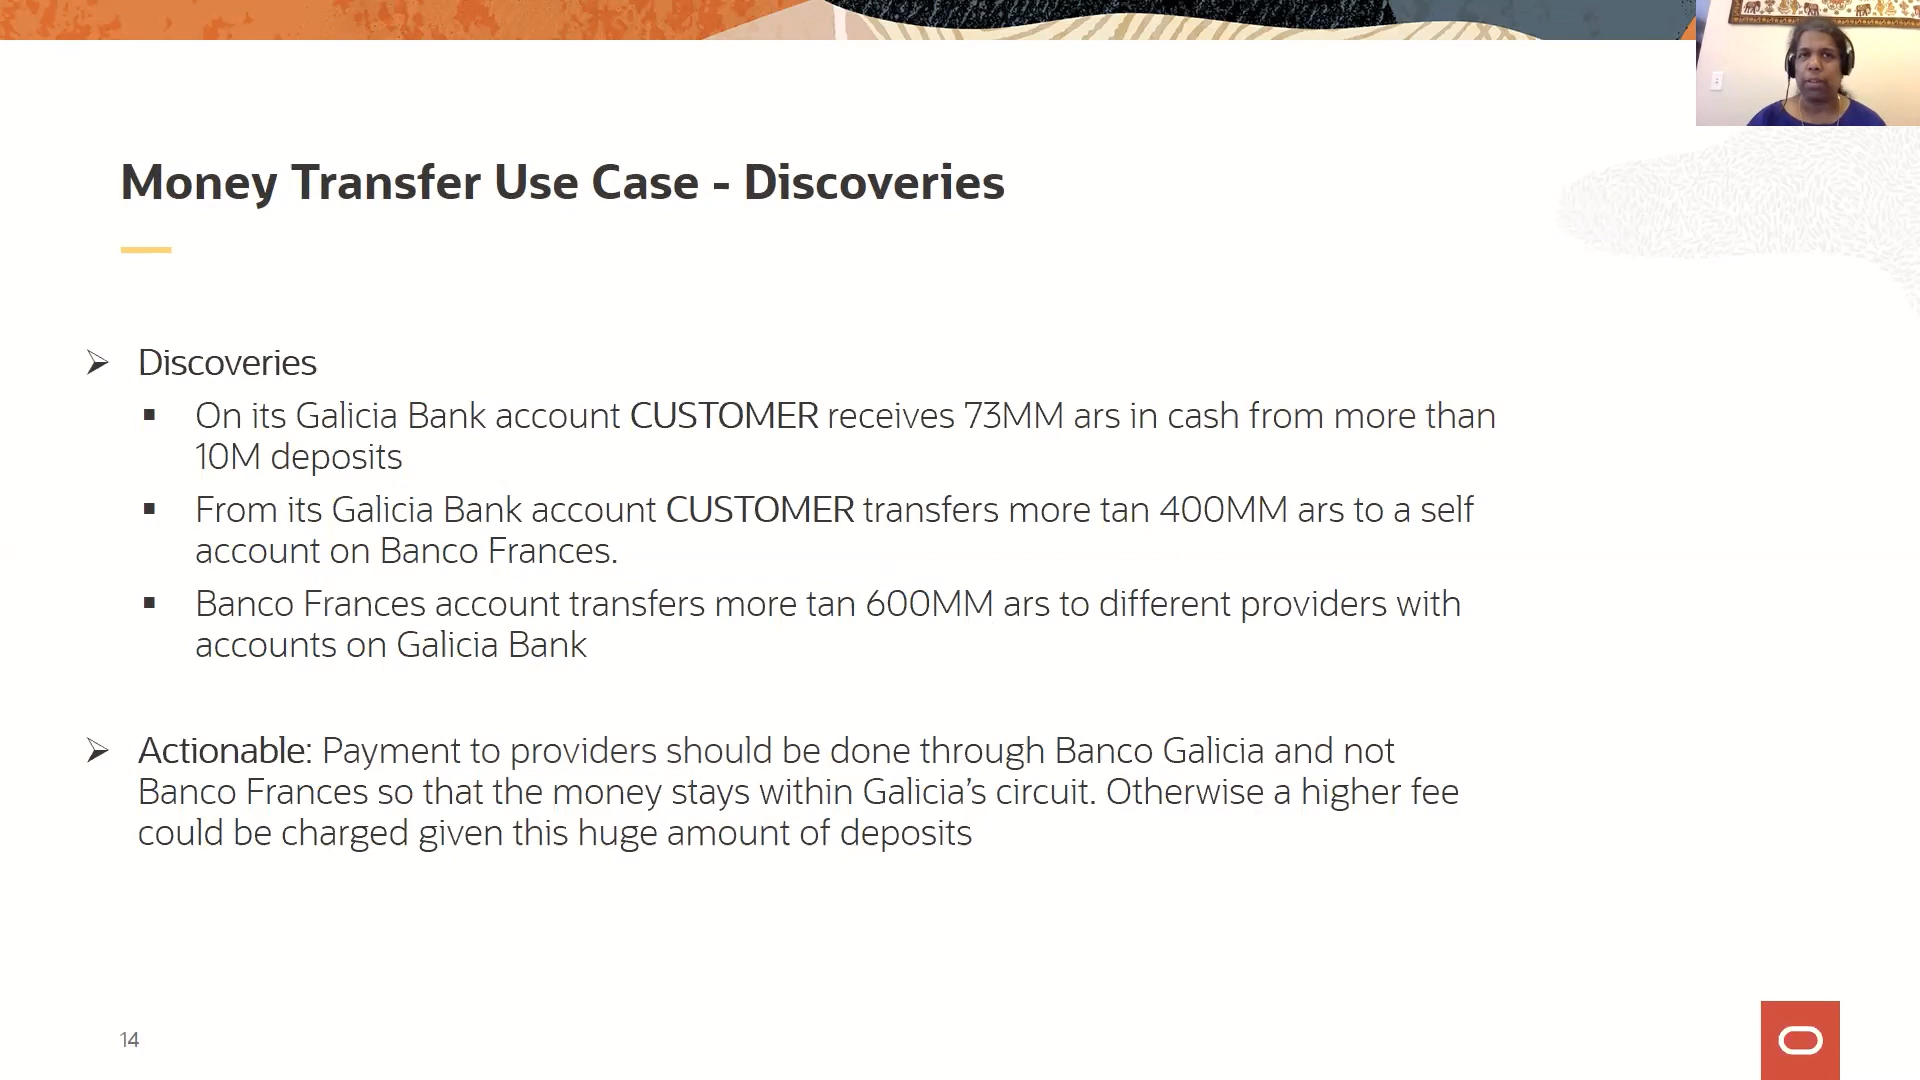 Money Transfer Use Case - Discoveries
➢ Discoveries
▪ On its Galicia Bank account CUSTOMER receives 73MM ars in cash from more than
10M deposits
▪ From its Galicia Bank account CUSTOMER transfers more tan 400MM ars to a self
account on Banco Frances.
▪ Banco Frances account transfers more tan 600MM ars to different providers with
accounts on Galicia Bank
➢ Actionable: Payment to providers should be done through Banco Galicia and not
Banco Frances so that the money stays within Galicia’s circuit. Otherwise a higher fee
could be charged given this huge amount of deposits
14